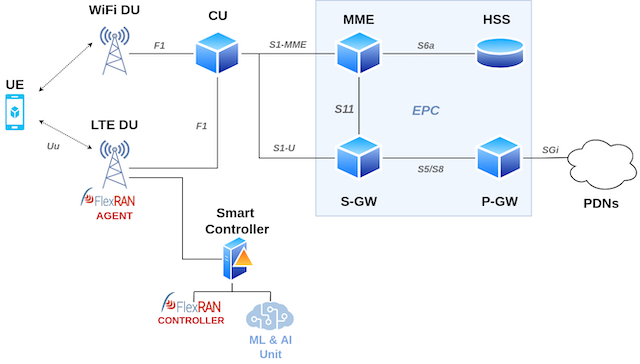 WiFi DU
CU
MME
HSS
F1
S1-MME
S6a
UE
S11
EPC
LTE DU
F1
Uu
S1-U
S5/S8
SGi
FlexRAN
AGENT
S-GW
P-GW
PDNs
Smart
Controller
FlexRAN
CONTROLLER
ML & AI
Unit